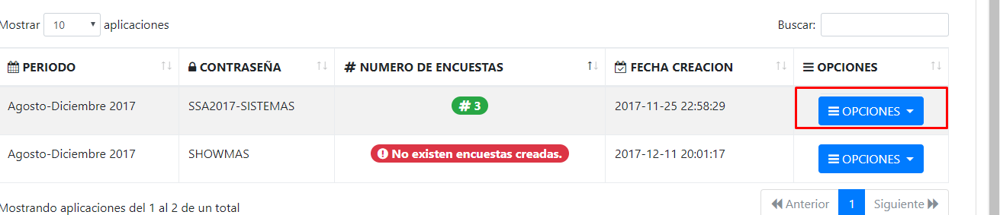 Mostrar 10 aplicaciones Buscar:
PERIODO CONTRASEÑA # NUMERO DE ENCUESTAS FECHA CREACION OPCIONES
Agosto-Diciembre 2017 SSA2017-SISTEMAS # 3 2017-11-25 22:58:29 OPCIONES
Agosto-Diciembre 2017 SHOWMAS No existen encuestas creadas. 2017-12-11 20:01:17 OPCIONES
Mostrando aplicaciones del 1 al 2 de un total Anterior 1 Siguiente